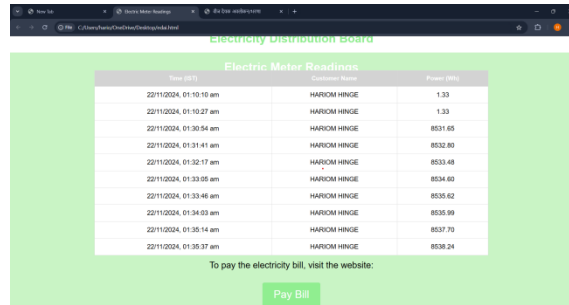 New Tab
Electric Meter Readings
File
C:/Users/hario/OneDrive/Desktop/ndai.html
Electricity Distribution Board
Electric Meter Readings
Time (IST) Customer Name Power (Wh)
22/11/2024, 01:10:10 am HARIOM HINGE 1.33
22/11/2024, 01:10:27 am HARIOM HINGE 1.33
22/11/2024, 01:30:54 am HARIOM HINGE 8531.65
22/11/2024, 01:31:41 am HARIOM HINGE 8532.80
22/11/2024, 01:32:17 am HARIOM HINGE 8533.48
22/11/2024, 01:33:05 am HARIOM HINGE 8534.60
22/11/2024, 01:33:46 am HARIOM HINGE 8535.62
22/11/2024, 01:34:03 am HARIOM HINGE 8535.99
22/11/2024, 01:35:14 am HARIOM HINGE 8537.70
22/11/2024, 01:35:37 am HARIOM HINGE 8538.24
To pay the electricity bill, visit the website:
Pay Bill